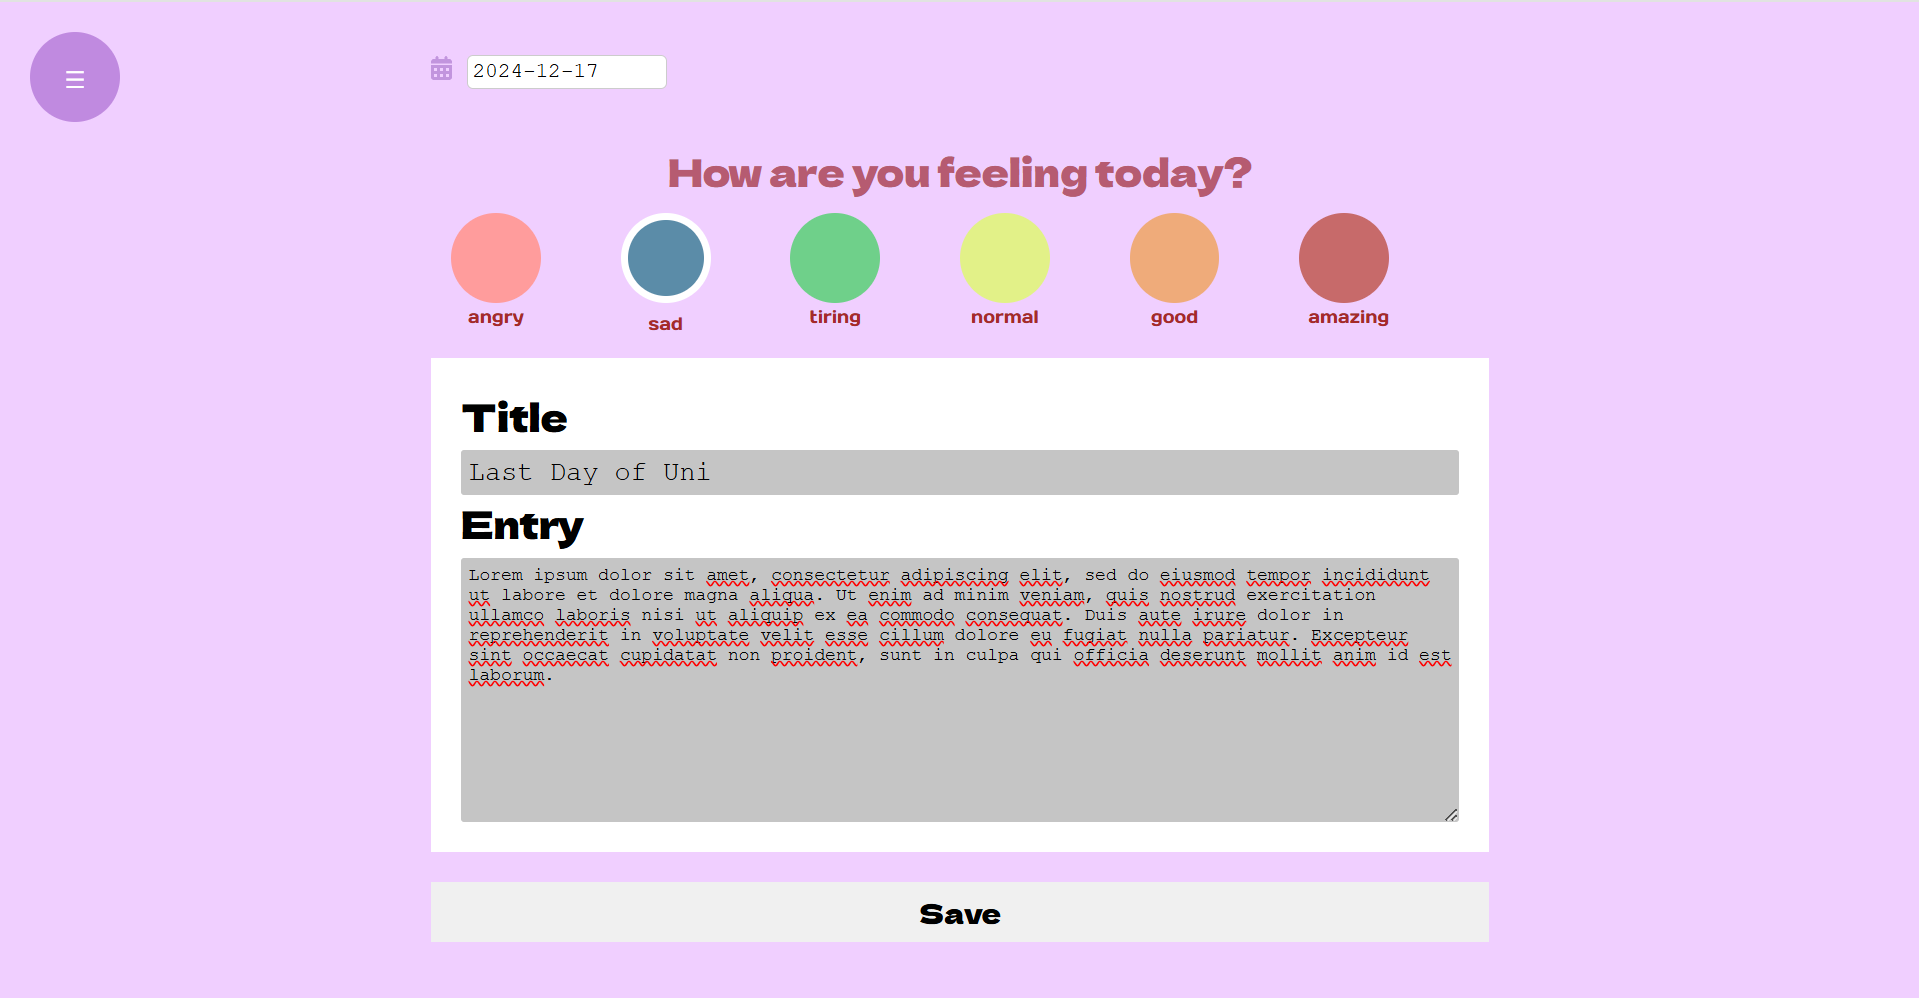 2024-12-17
How are you feeling today?
angry
sad
tiring
normal
good
amazing
Title
Last Day of Uni
Entry
Lorem ipsum dolor sit amet, consectetur adipiscing elit, sed do eiusmod tempor incididunt
ut labore et dolore magna aliqua. Ut enim ad minim veniam, quis nostrud exercitation
ullamco laboris nisi ut aliquip ex ea commodo consequat. Duis aute irure dolor in
reprehenderit in voluptate velit esse cillum dolore eu fugiat nulla pariatur. Excepteur
sint occaecat cupidatat non proident, sunt in culpa qui officia deserunt mollit anim id est
laborum.
Save